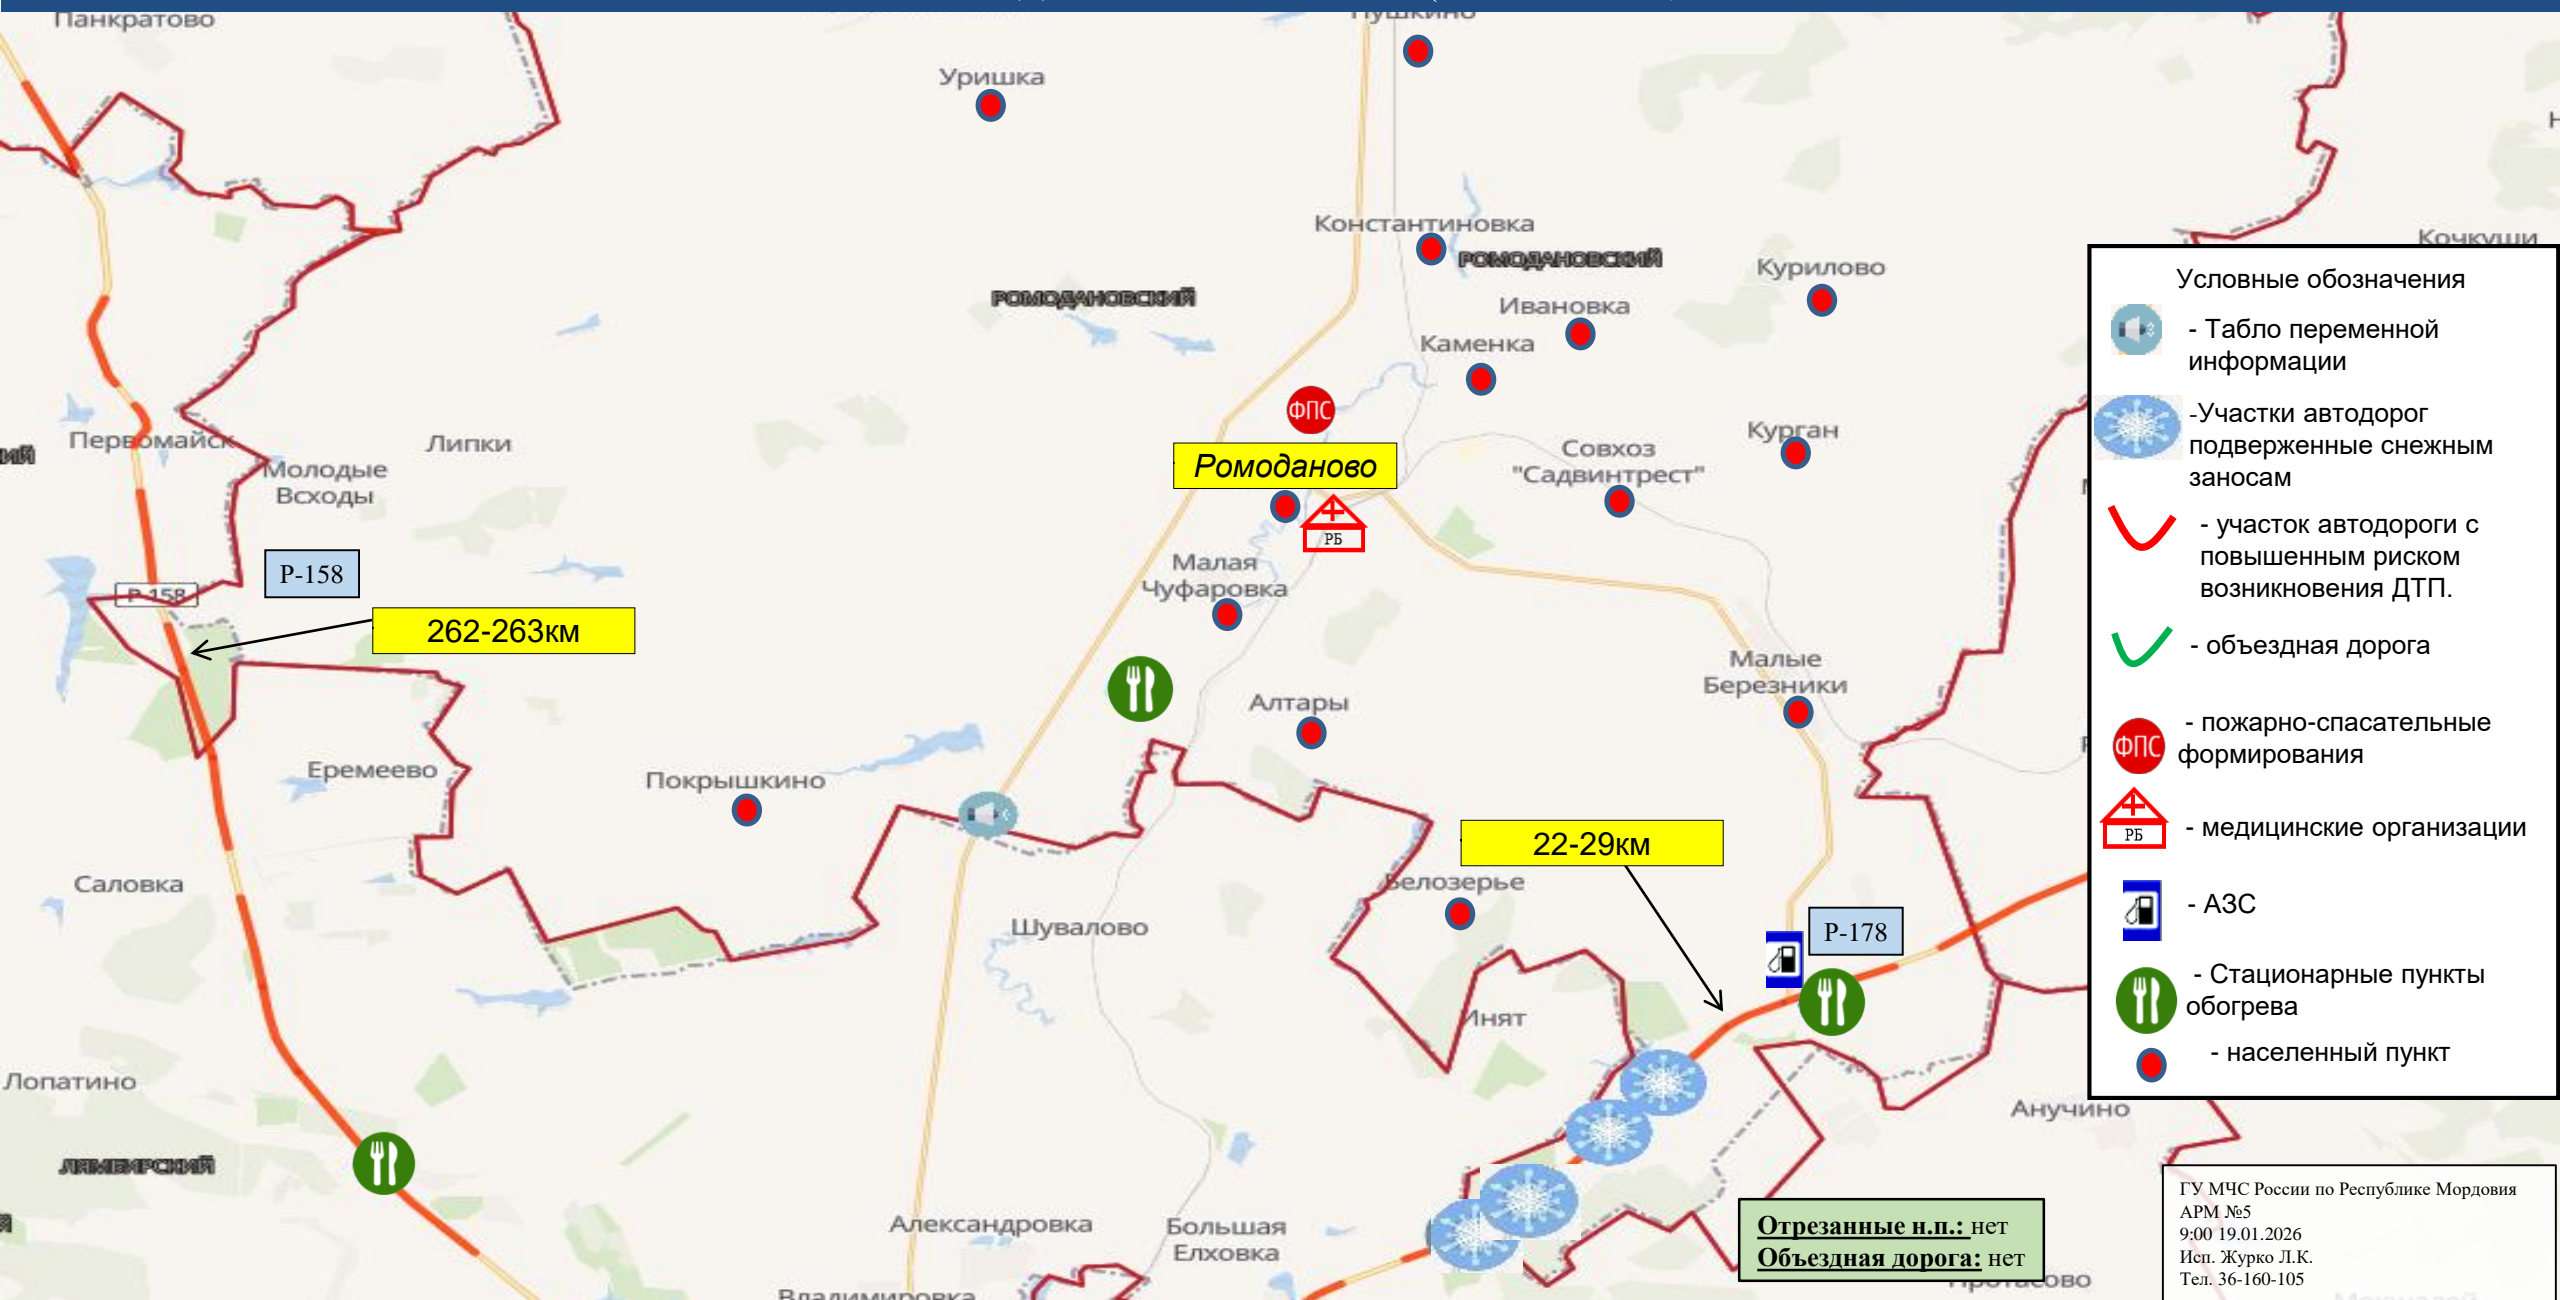 Панкратово
Пушкино
Уришка
Константиновка
РОМОДАНОВСКИЙ
РОМОДАНОВСКИЙ
Курилово
Ивановка
Каменка
Кочкуши
ФПС
Первомайск
Липки
Молодые
Всходы
Ромоданово
РБ
Совхоз
"Садвинтрест"
Курган
Р-158
Р-158
262-263км
Малая
Чуфаровка
Алтары
Малые
Березники
Еремеево
Покрышкино
Саловка
Шувалово
22-29км
Белозерье
Р-178
Инят
Лопатино
ЛЯМБИРСКИЙ
Александровка
Большая
Елховка
Владимировка
Анучино
Протасово
Условные обозначения
- Табло переменной
информации
-Участки автодорог
подверженные снежным
заносам
- участок автодороги с
повышенным риском
возникновения ДТП.
- объездная дорога
ФПС
- пожарно-спасательные
формирования
РБ
- медицинские организации
- АЗС
- Стационарные пункты
обогрева
- населенный пункт
Отрезанные н.п.: нет
Объездная дорога: нет
ГУ МЧС России по Республике Мордовия
АРМ №5
9:00 19.01.2026
Исп. Журко Л.К.
Тел. 36-160-105